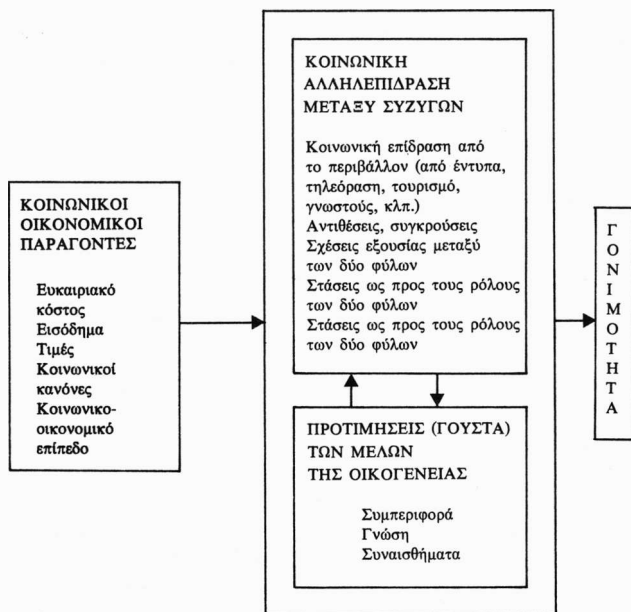 ΚΟΙΝΩΝΙΚΟΙ
ΟΙΚΟΝΟΜΙΚΟΙ
ΠΑΡΑΓΟΝΤΕΣ
Ευκαιριακό
κόστος
Εισόδημα
Τιμές
Κοινωνικοί
κανόνες
Κοινωνικο-
οικονομικό
επίπεδο
ΚΟΙΝΩΝΙΚΗ
ΑΛΛΗΛΕΠΙΔΡΑΣΗ
ΜΕΤΑΞΥ ΣΥΖΥΓΩΝ
Κοινωνική επίδραση από
το περιβάλλον (από έντυπα,
τηλεόραση, τουρισμό,
γνωστούς, κλπ.)
Αντιθέσεις, συγκρούσεις
Σχέσεις εξουσίας μεταξύ
των δύο φύλων
Στάσεις ως προς τους ρόλους
των δύο φύλων
Στάσεις ως προς τους ρόλους
των δύο φύλων
ΠΡΟΤΙΜΗΣΕΙΣ (ΓΟΥΣΤΑ)
ΤΩΝ ΜΕΛΩΝ
ΤΗΣ ΟΙΚΟΓΕΝΕΙΑΣ
Συμπεριφορά
Γνώση
Συναισθήματα
ΓΟΝΙΜΟΤΗΤΑ